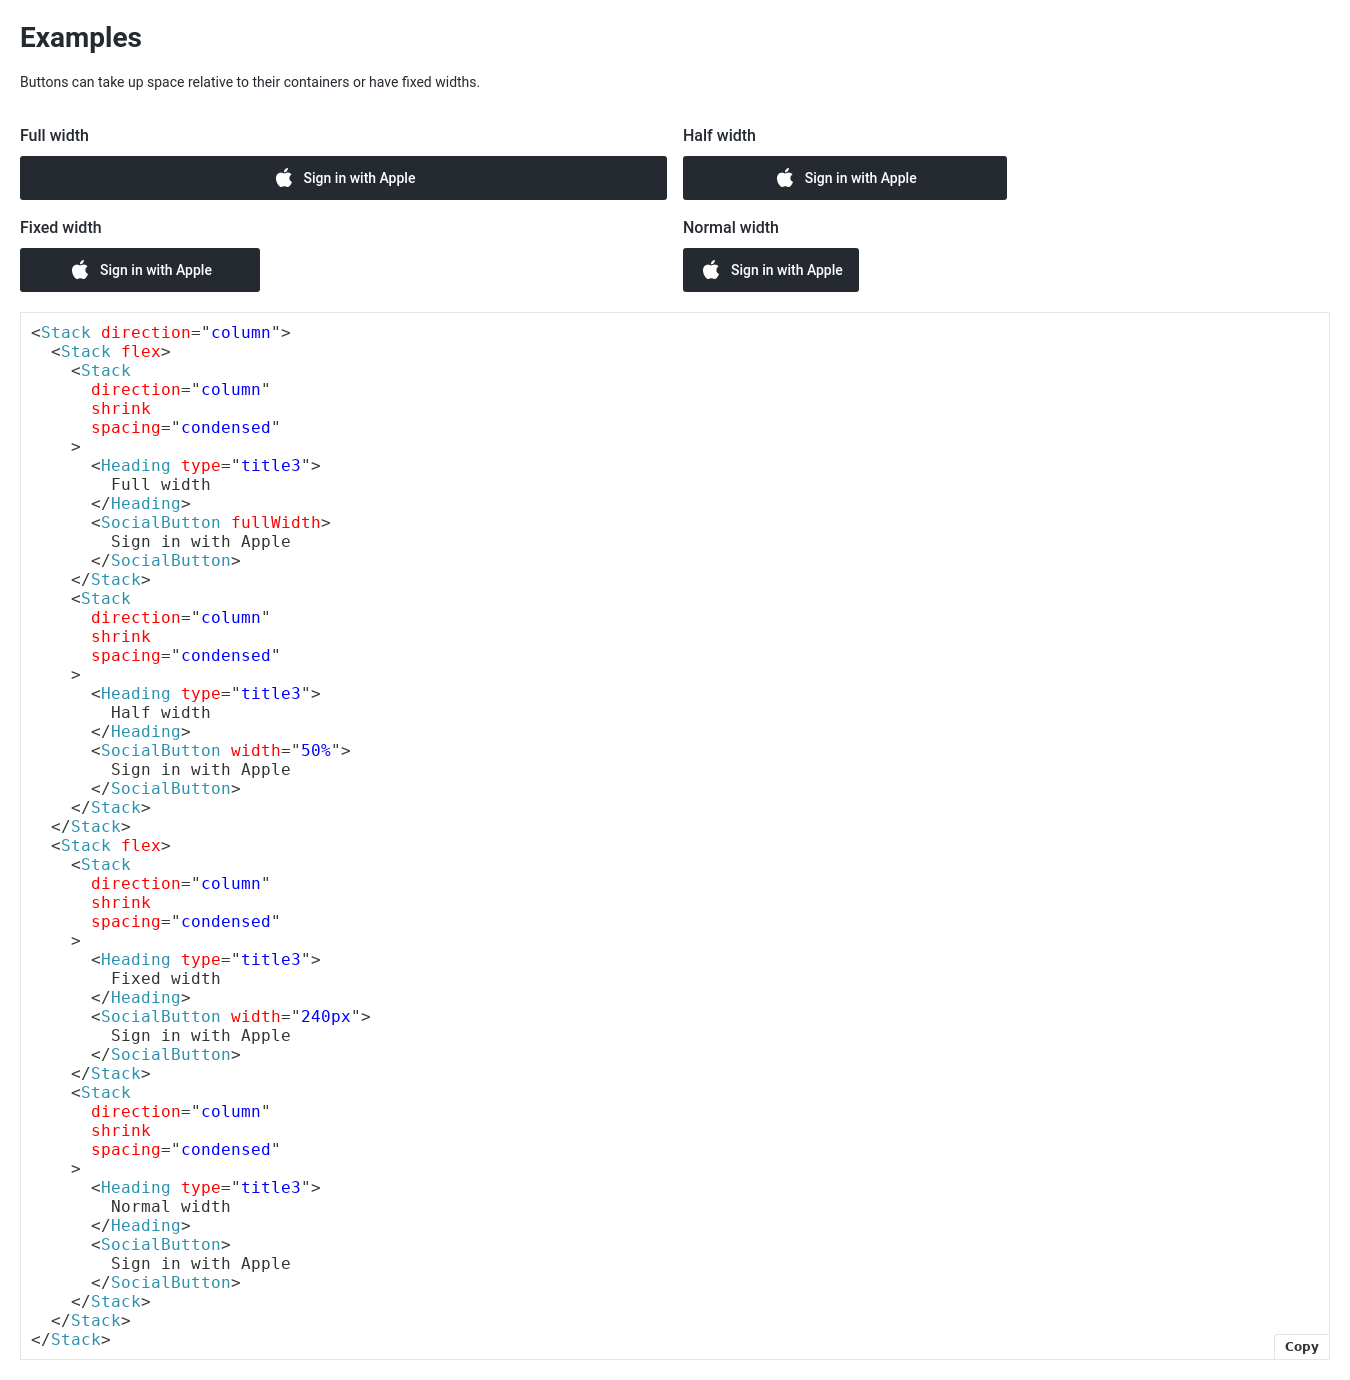 Examples
Buttons can take up space relative to their containers or have fixed widths.
Full width
Half width
Sign in with Apple
Sign in with Apple
Fixed width
Normal width
Sign in with Apple
Sign in with Apple
<Stack direction="column">
  <Stack flex>
    <Stack
      direction="column"
      shrink
      spacing="condensed"
    >
      <Heading type="title3">
        Full width
      </Heading>
      <SocialButton fullWidth>
        Sign in with Apple
      </SocialButton>
    </Stack>
    <Stack
      direction="column"
      shrink
      spacing="condensed"
    >
      <Heading type="title3">
        Half width
      </Heading>
      <SocialButton width="50%">
        Sign in with Apple
      </SocialButton>
    </Stack>
  </Stack>
  <Stack flex>
    <Stack
      direction="column"
      shrink
      spacing="condensed"
    >
      <Heading type="title3">
        Fixed width
      </Heading>
      <SocialButton width="240px">
        Sign in with Apple
      </SocialButton>
    </Stack>
    <Stack
      direction="column"
      shrink
      spacing="condensed"
    >
      <Heading type="title3">
        Normal width
      </Heading>
      <SocialButton>
        Sign in with Apple
      </SocialButton>
    </Stack>
  </Stack>
</Stack>
Copy